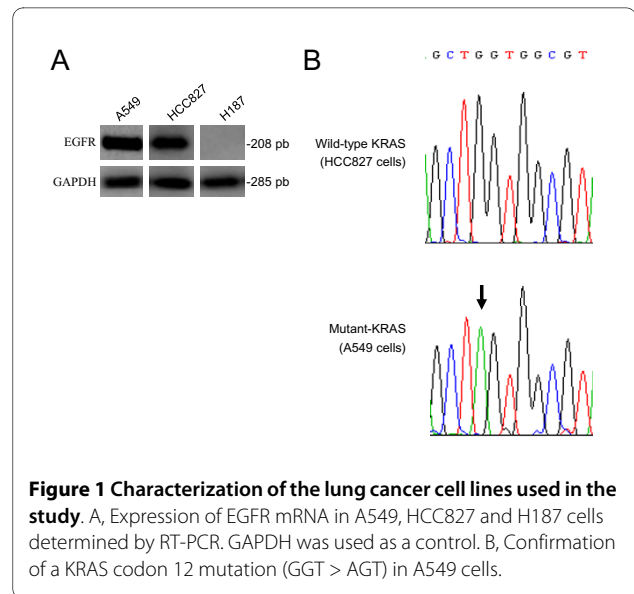 A
A549
HCC827
H187
EGFR
-208 pb
GAPDH
-285 pb
B
G C T G G T G G C G T
Wild-type KRAS
(HCC827 cells)
Mutant-KRAS
(A549 cells)
Figure 1 Characterization of the lung cancer cell lines used in the
study. A, Expression of EGFR mRNA in A549, HCC827 and H187 cells
determined by RT-PCR. GAPDH was used as a control. B, Confirmation
of a KRAS codon 12 mutation (GGT > AGT) in A549 cells.